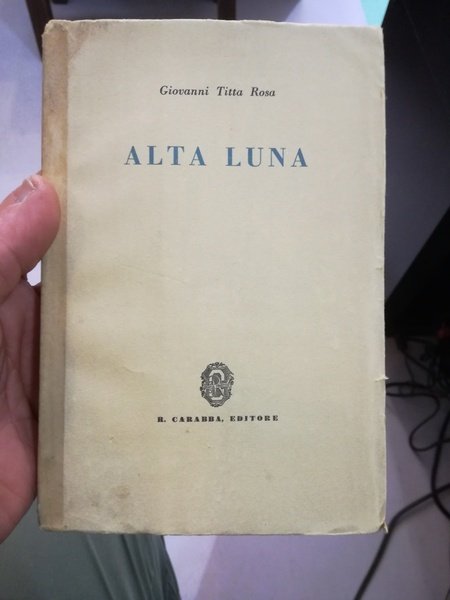 Giovanni Titta Rosa
ALTA LUNA
R. CARABBA, EDITORE